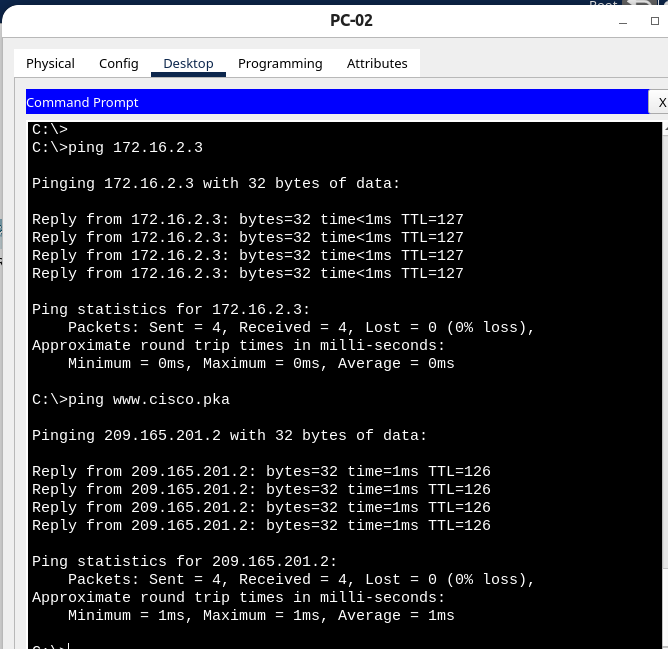 PC-02
Physical Config Desktop Programming Attributes
Command Prompt
X
C:\>
C:\>ping 172.16.2.3
Pinging 172.16.2.3 with 32 bytes of data:
Reply from 172.16.2.3: bytes=32 time<1ms TTL=127
Reply from 172.16.2.3: bytes=32 time<1ms TTL=127
Reply from 172.16.2.3: bytes=32 time<1ms TTL=127
Reply from 172.16.2.3: bytes=32 time<1ms TTL=127
Ping statistics for 172.16.2.3:
Packets: Sent = 4, Received = 4, Lost = 0 (0% loss),
Approximate round trip times in milli-seconds:
Minimum = 0ms, Maximum = 0ms, Average = 0ms
C:\>ping www.cisco.pka
Pinging 209.165.201.2 with 32 bytes of data:
Reply from 209.165.201.2: bytes=32 time=1ms TTL=126
Reply from 209.165.201.2: bytes=32 time=1ms TTL=126
Reply from 209.165.201.2: bytes=32 time=1ms TTL=126
Reply from 209.165.201.2: bytes=32 time=1ms TTL=126
Ping statistics for 209.165.201.2:
Packets: Sent = 4, Received = 4, Lost = 0 (0% loss),
Approximate round trip times in milli-seconds:
Minimum = 1ms, Maximum = 1ms, Average = 1ms
C:\>